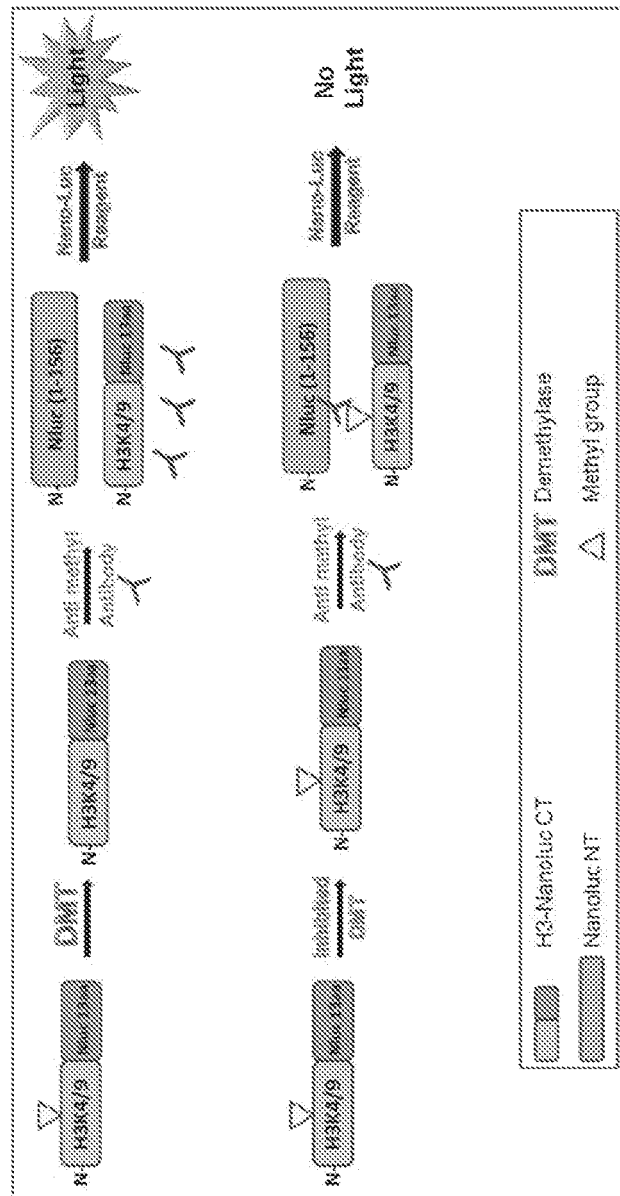 N- H3K4/9
DMT
N- H3K4/9
Anti methyl
Antibody
N- Nluc (1-156)
N- H3K4/9
Nano-Luc
Reagent
Light
N- H3K4/9
Inhibited
DMT
N- H3K4/9
Anti methyl
Antibody
N- Nluc (1-156)
N- H3K4/9
Nano-Luc
Reagent
No
Light
H3-Nanoluc CT
DMT Demethylase
Nanoluc NT
Methyl group